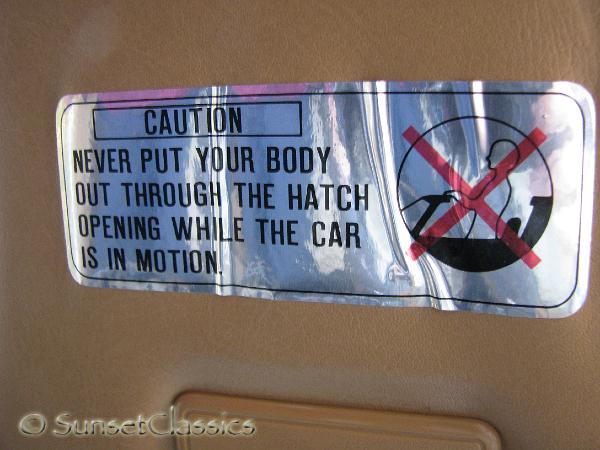 CAUTION
NEVER PUT YOUR BODY
OUT THROUGH THE HATCH
OPENING WHILE THE CAR
IS IN MOTION.
© SunsetClassics